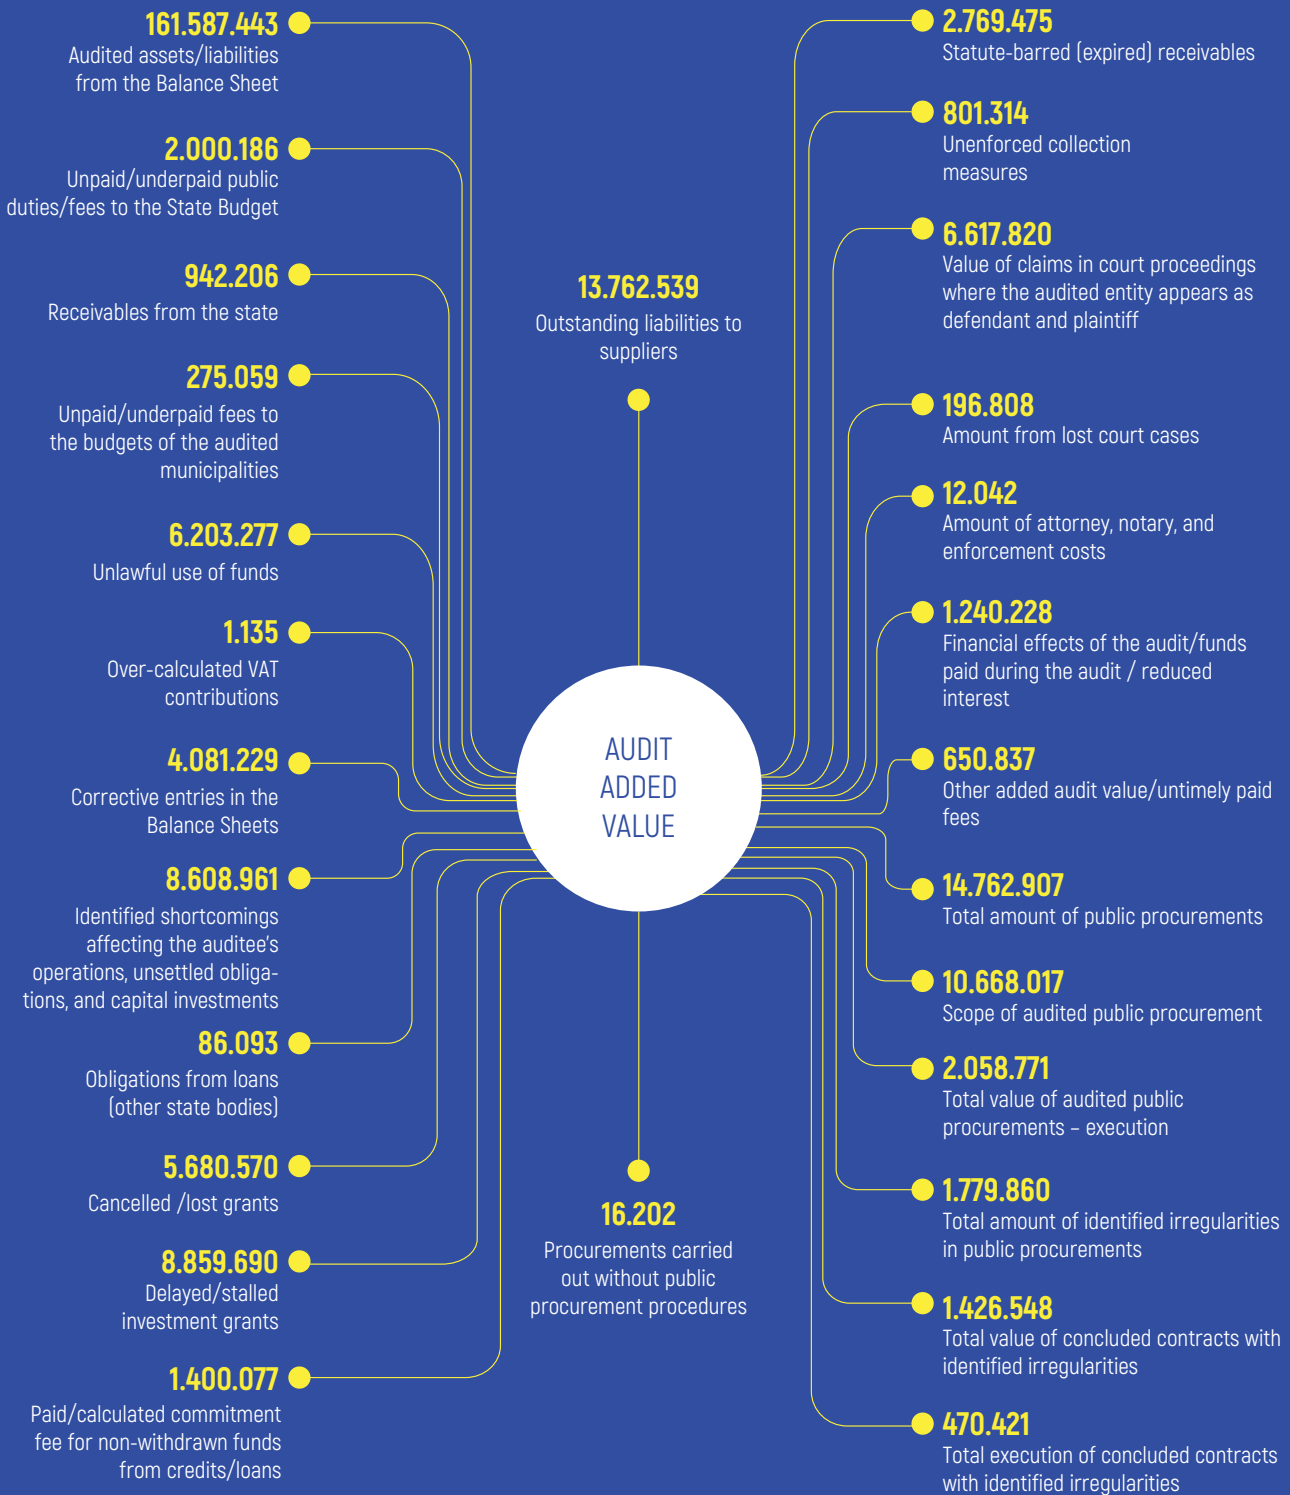 161.587.443
Audited assets/liabilities
from the Balance Sheet
2.000.186
Unpaid/underpaid public
duties/fees to the State Budget
942.206
Receivables from the state
275.059
Unpaid/underpaid fees to
the budgets of the audited
municipalities
6.203.277
Unlawful use of funds
1.135
Over-calculated VAT
contributions
4.081.229
Corrective entries in the
Balance Sheets
8.608.961
Identified shortcomings
affecting the auditee's
operations, unsettled obliga-
tions, and capital investments
86.093
Obligations from loans
(other state bodies)
5.680.570
Cancelled /lost grants
8.859.690
Delayed/stalled
investment grants
1.400.077
Paid/calculated commitment
fee for non-withdrawn funds
from credits/loans
13.762.539
Outstanding liabilities to
suppliers
AUDIT
ADDED
VALUE
16.202
Procurements carried
out without public
procurement procedures
2.769.475
Statute-barred (expired) receivables
801.314
Unenforced collection
measures
6.617.820
Value of claims in court proceedings
where the audited entity appears as
defendant and plaintiff
196.808
Amount from lost court cases
12.042
Amount of attorney, notary, and
enforcement costs
1.240.228
Financial effects of the audit/funds
paid during the audit / reduced
interest
650.837
Other added audit value/untimely paid
fees
14.762.907
Total amount of public procurements
10.668.017
Scope of audited public procurement
2.058.771
Total value of audited public
procurements – execution
1.779.860
Total amount of identified irregularities
in public procurements
1.426.548
Total value of concluded contracts with
identified irregularities
470.421
Total execution of concluded contracts
with identified irregularities